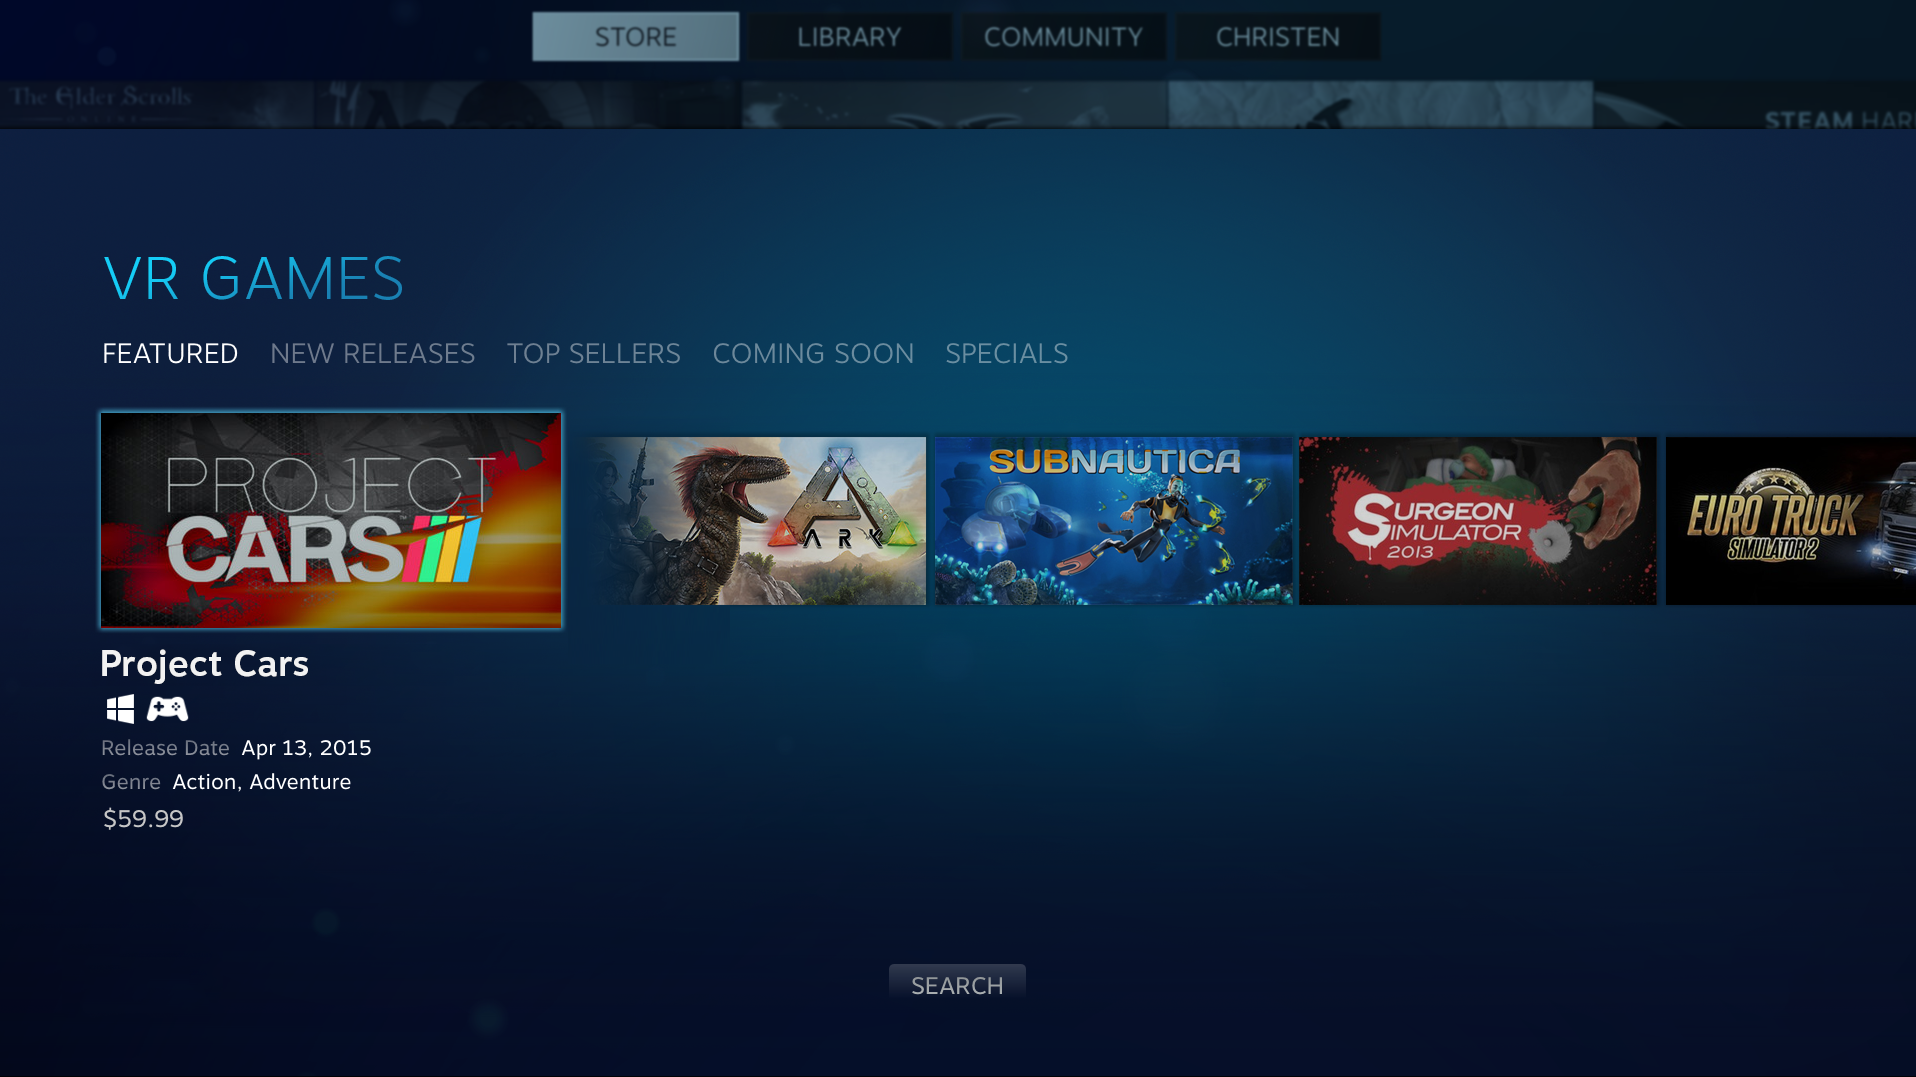 STORE
LIBRARY
COMMUNITY
CHRISTEN
The Elder Scrolls
ONLINE
STEAM HAR
VR GAMES
FEATURED
NEW RELEASES
TOP SELLERS
COMING SOON
SPECIALS
PROJECT
CARS
ARK
SUBNAUTICA
SURGEON
SIMULATOR
2013
EURO TRUCK
SIMULATOR 2
Project Cars
Release Date Apr 13, 2015
Genre Action, Adventure
$59.99
SEARCH